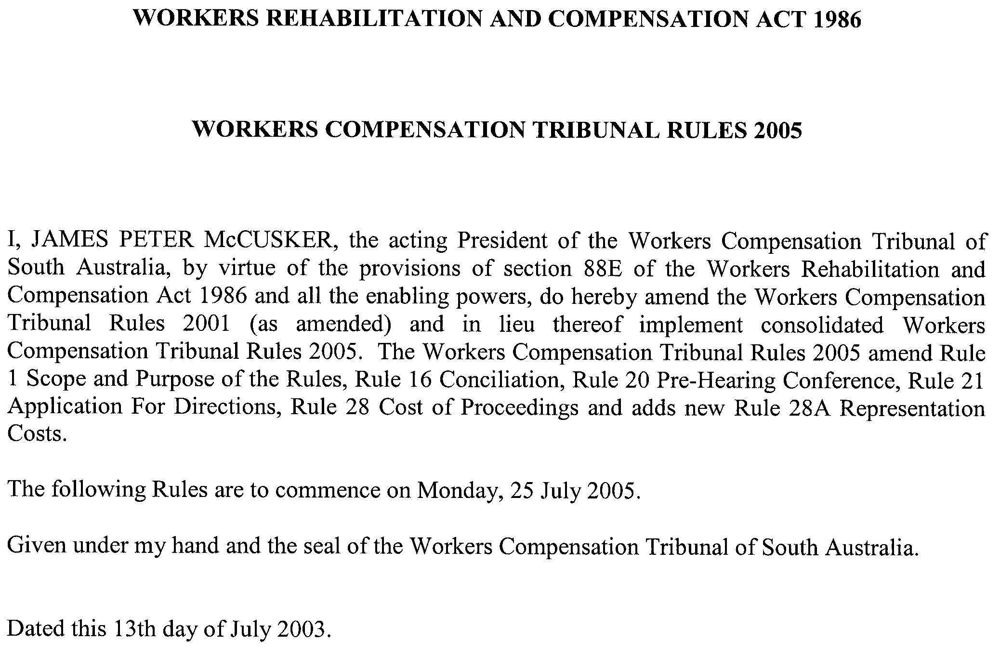 WORKERS REHABILITATION AND COMPENSATION ACT 1986
WORKERS COMPENSATION TRIBUNAL RULES 2005
I, JAMES PETER McCUSKER, the acting President of the Workers Compensation Tribunal of
South Australia, by virtue of the provisions of section 88E of the Workers Rehabilitation and
Compensation Act 1986 and all the enabling powers, do hereby amend the Workers Compensation
Tribunal Rules 2001 (as amended) and in lieu thereof implement consolidated Workers
Compensation Tribunal Rules 2005. The Workers Compensation Tribunal Rules 2005 amend Rule
1 Scope and Purpose of the Rules, Rule 16 Conciliation, Rule 20 Pre-Hearing Conference, Rule 21
Application For Directions, Rule 28 Cost of Proceedings and adds new Rule 28A Representation
Costs.
The following Rules are to commence on Monday, 25 July 2005.
Given under my hand and the seal of the Workers Compensation Tribunal of South Australia.
Dated this 13th day of July 2003.